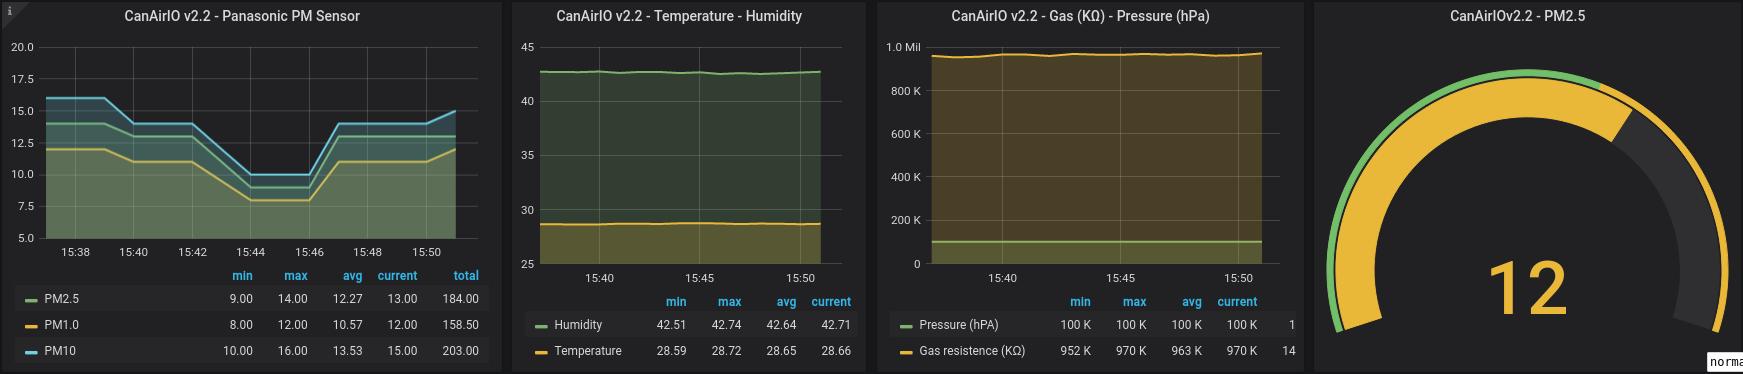 CanAirIO v2.2 - Panasonic PM Sensor
20.0
17.5
15.0
12.5
10.0
7.5
5.0
15:38 15:40 15:42 15:44 15:46 15:48 15:50
min max avg current total
PM2.5 9.00 14.00 12.27 13.00 184.00
PM1.0 8.00 12.00 10.57 12.00 158.50
PM10 10.00 16.00 13.53 15.00 203.00
CanAirIO v2.2 - Temperature - Humidity
45
40
35
30
25
15:40 15:45 15:50
min max avg current
Humidity 42.51 42.74 42.64 42.71
Temperature 28.59 28.72 28.65 28.66
CanAirIO v2.2 - Gas (KΩ) - Pressure (hPa)
1.0 Mil
800 K
600 K
400 K
200 K
0
15:40 15:45 15:50
min max avg current
Pressure (hPA) 100 K 100 K 100 K 100 K 1
Gas resistence (KΩ) 952 K 970 K 963 K 970 K 14
CanAirIOv2.2 - PM2.5
12
norma